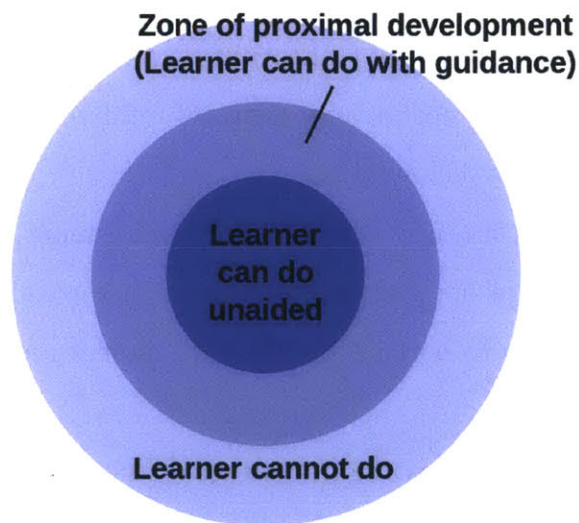 Zone of proximal development
(Learner can do with guidance)
Learner
can do
unaided
Learner cannot do